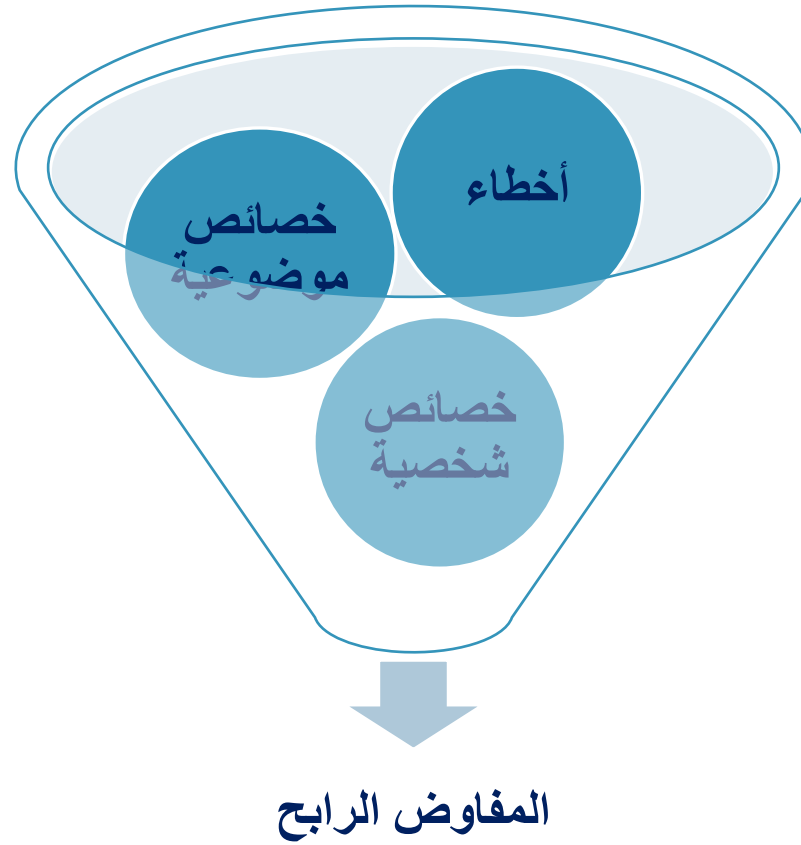 أخطاء
خصائص
موضوعية
خصائص
شخصية
المفاوض الرابح